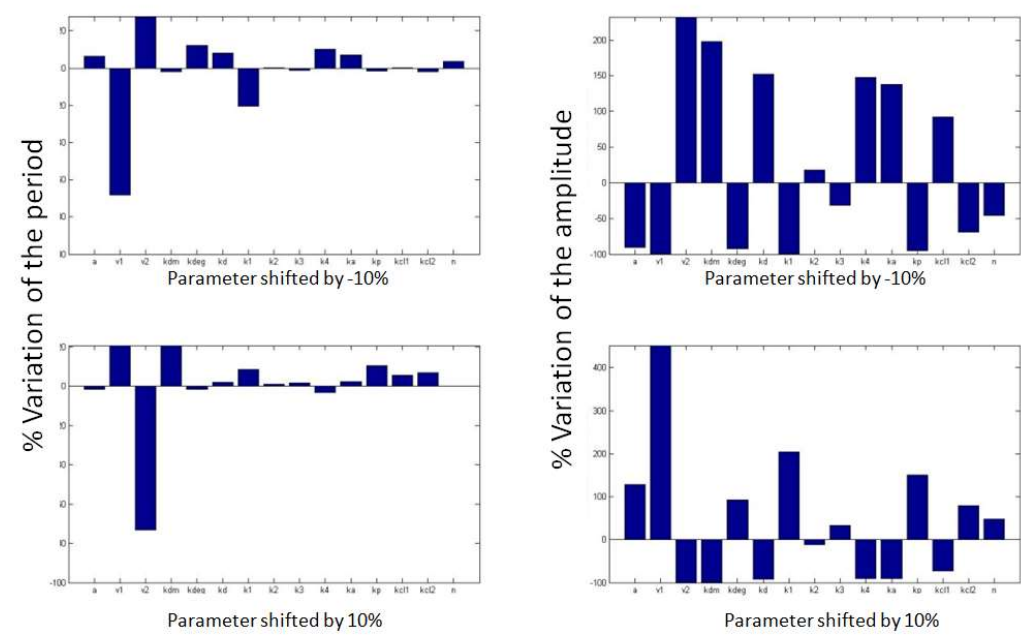 % Variation of the period
0
a v1 v2 kdm kdeg kd k1 k2 k3 k4 ka kp kcl1 kcl2 n
Parameter shifted by -10%
% Variation of the amplitude
200
150
100
50
0
-50
-100
a v1 v2 kdm kdeg kd k1 k2 k3 k4 ka kp kcl1 kcl2 n
Parameter shifted by -10%
0
-100
a v1 v2 kdm kdeg kd k1 k2 k3 k4 ka kp kcl1 kcl2 n
Parameter shifted by 10%
400
300
200
100
0
-100
a v1 v2 kdm kdeg kd k1 k2 k3 k4 ka kp kcl1 kcl2 n
Parameter shifted by 10%